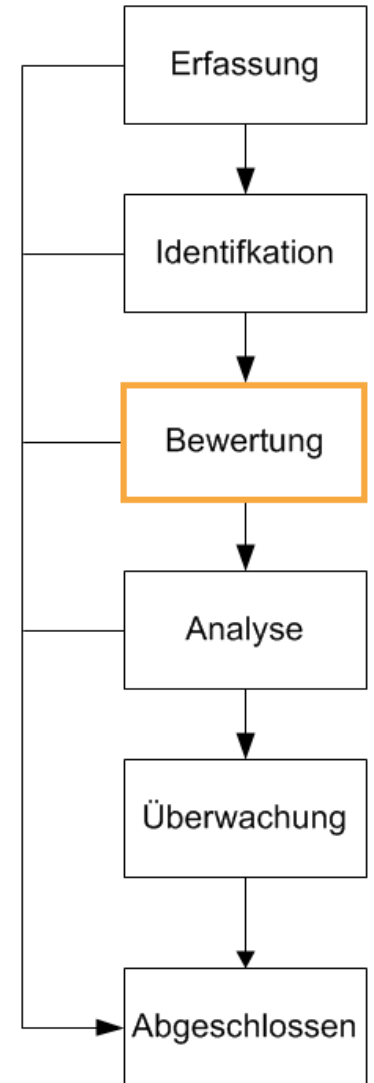 Erfassung
Identifkation
Bewertung
Analyse
Überwachung
Abgeschlossen